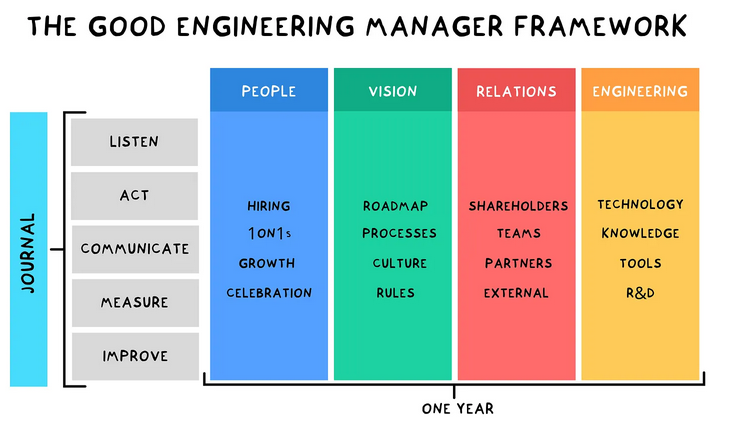 THE GOOD ENGINEERING MANAGER FRAMEWORK
JOURNAL
LISTEN
ACT
COMMUNICATE
MEASURE
IMPROVE
PEOPLE
HIRING
1ON1s
GROWTH
CELEBRATION
VISION
ROADMAP
PROCESSES
CULTURE
RULES
RELATIONS
SHAREHOLDERS
TEAMS
PARTNERS
EXTERNAL
ENGINEERING
TECHNOLOGY
KNOWLEDGE
TOOLS
R&D
ONE YEAR